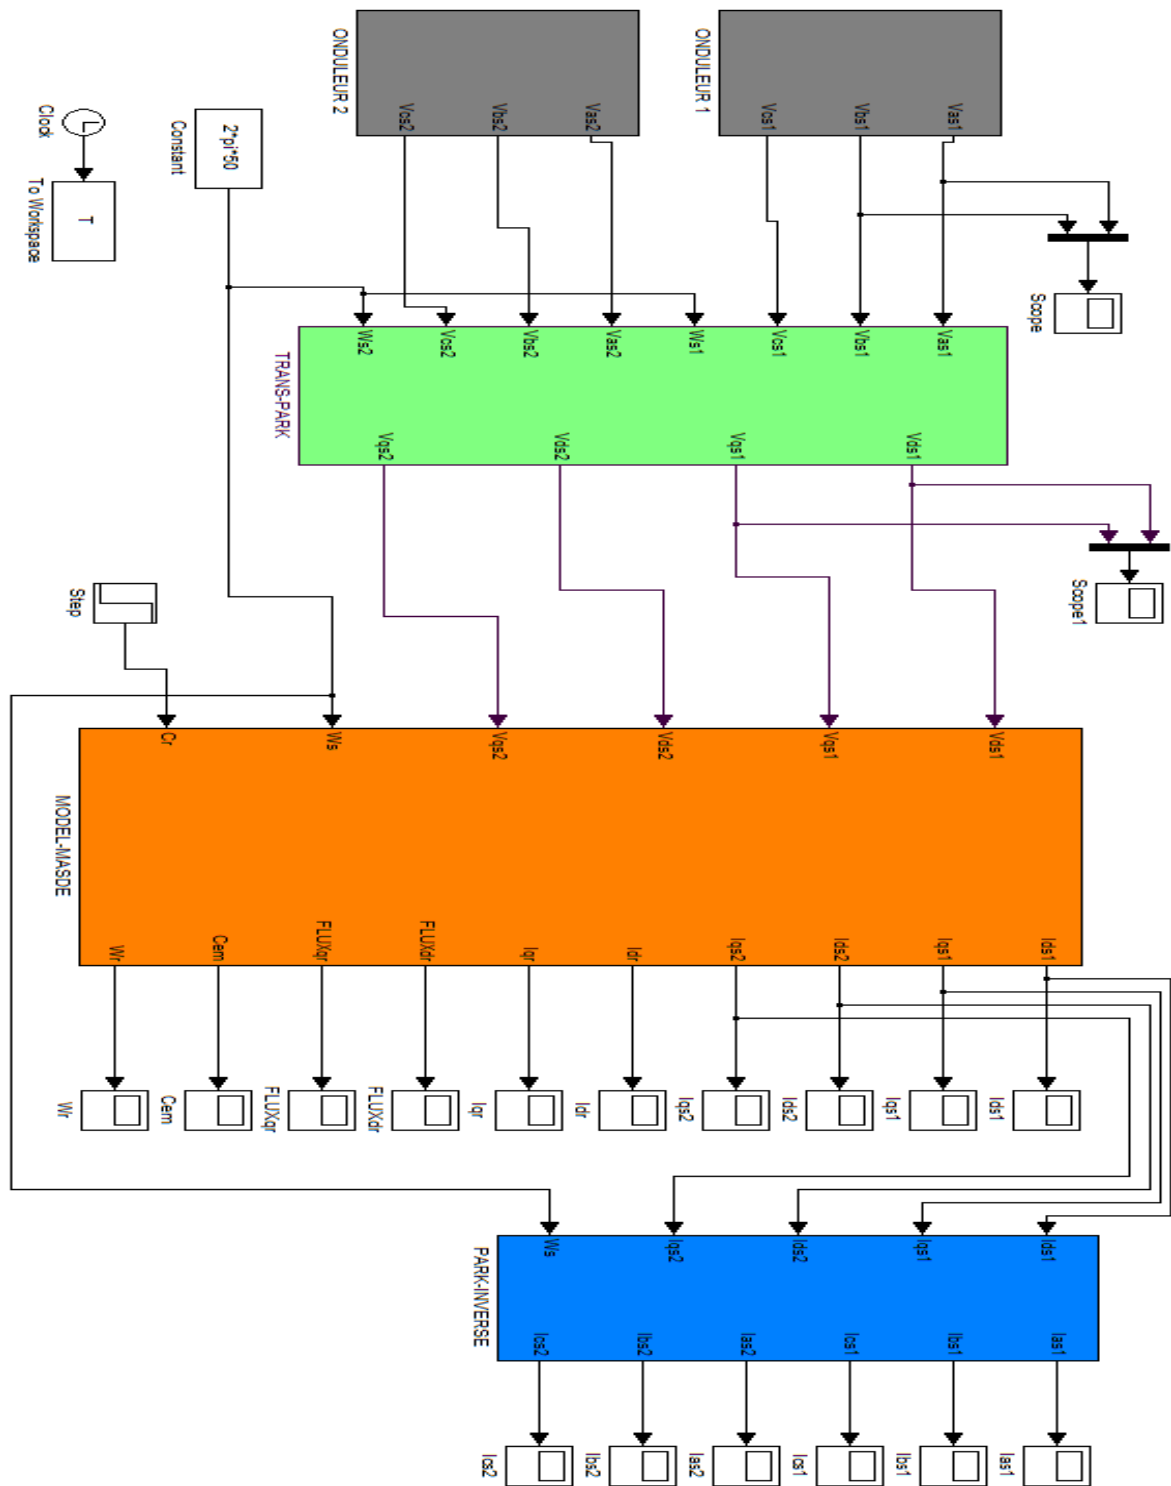 ONDULEUR 1
Vas1
Vbs1
Vcs1
ONDULEUR 2
Vas2
Vbs2
Vcs2
2*pi*50
Constant
Clock
T
To Workspace
Scope
Vas1
Vbs1
Vcs1
Ws1
Vas2
Vbs2
Vcs2
Ws2
TRANS-PARK
Vds1
Vqs1
Vds2
Vqs2
Scope1
Step
Vds1
Vqs1
Vds2
Vqs2
Ws
Cr
MODEL-MASDE
Ids1
Iqs1
Ids2
Iqs2
Idr
Iqr
FLUXdr
FLUXqr
Cem
Wr
Ids1
Iqs1
Ids2
Iqs2
Idr
Iqr
FLUXdr
FLUXqr
Cem
Wr
Ids1
Iqs1
Ids2
Iqs2
Ws
PARK-INVERSE
Ias1
Ibs1
Ics1
Ias2
Ibs2
Ics2
Ias1
Ibs1
Ics1
Ias2
Ibs2
Ics2